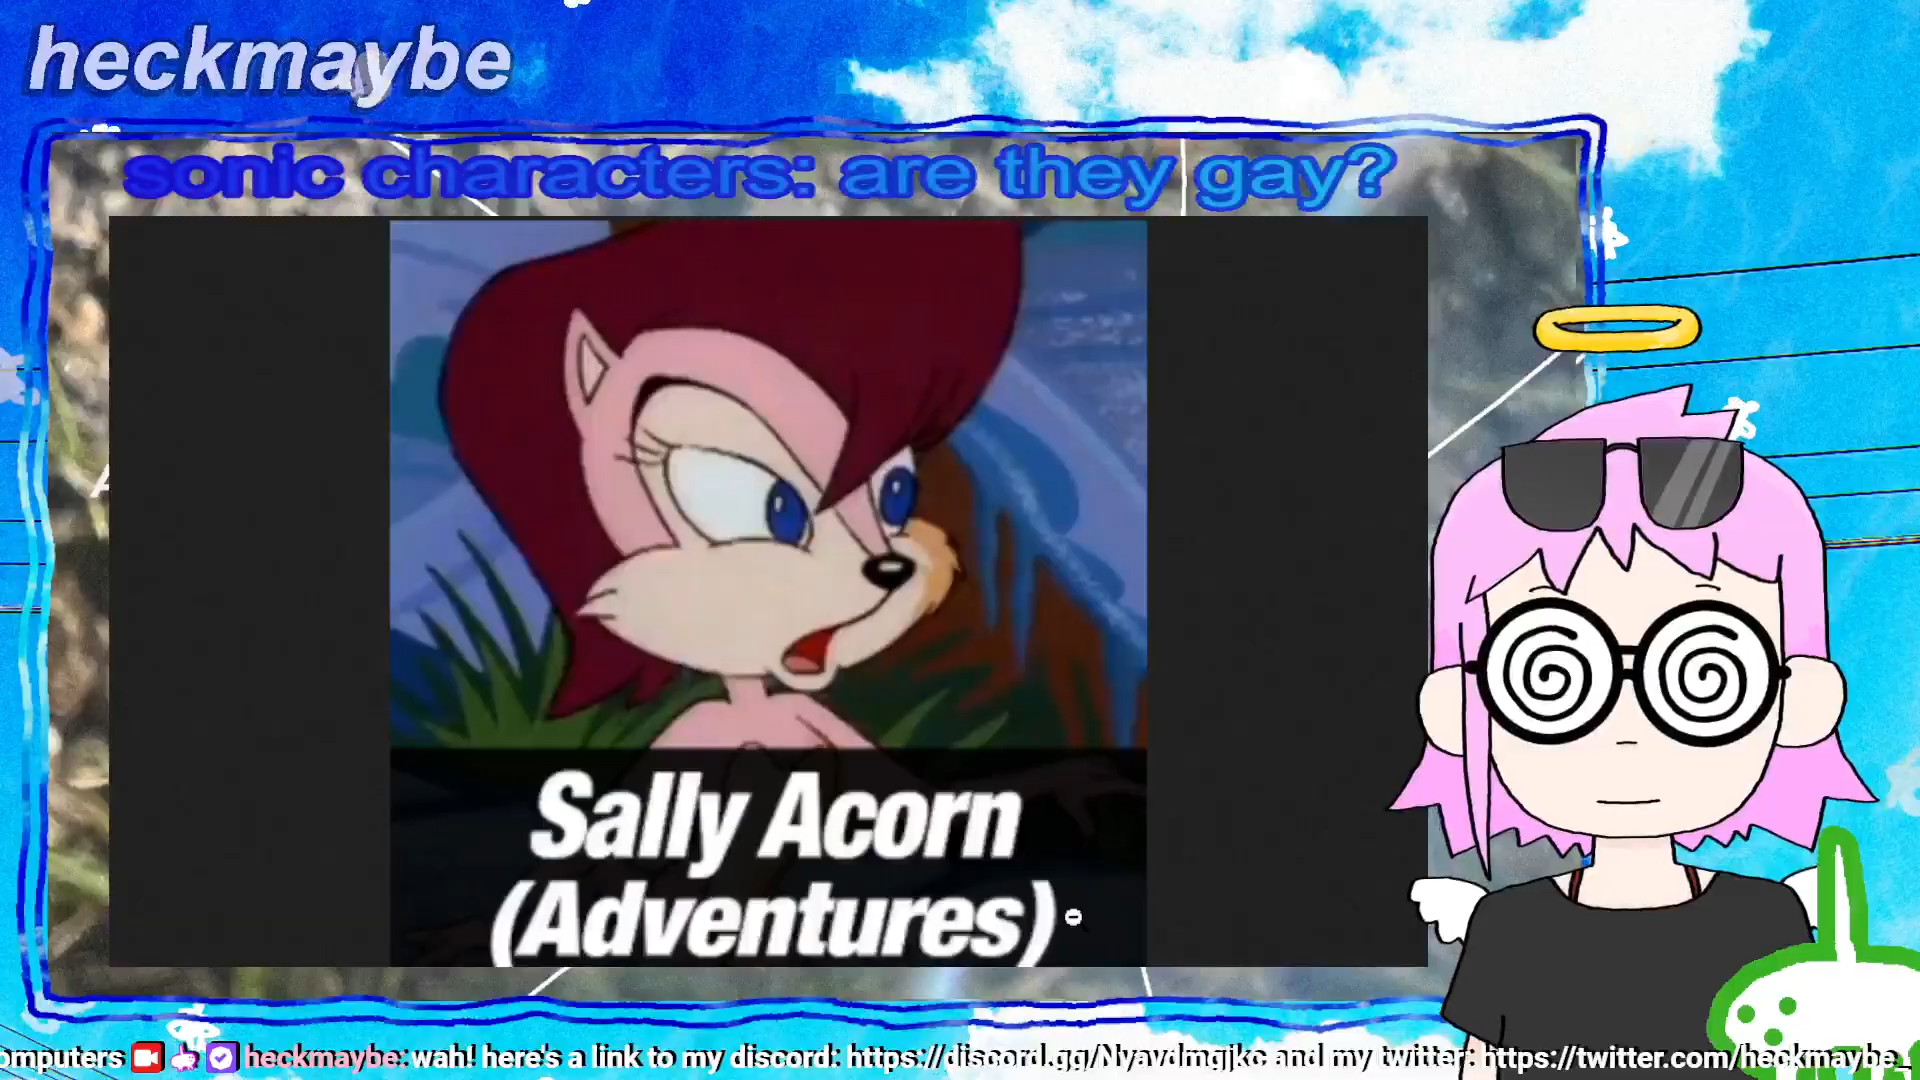 heckmaybe
sonic characters: are they gay?
Sally Acorn
(Adventures)
omputers heckmaybe: wah! here's a link to my discord: https://discord.gg/Nyavdmgjkc and my twitter: https://twitter.com/heckmaybe_